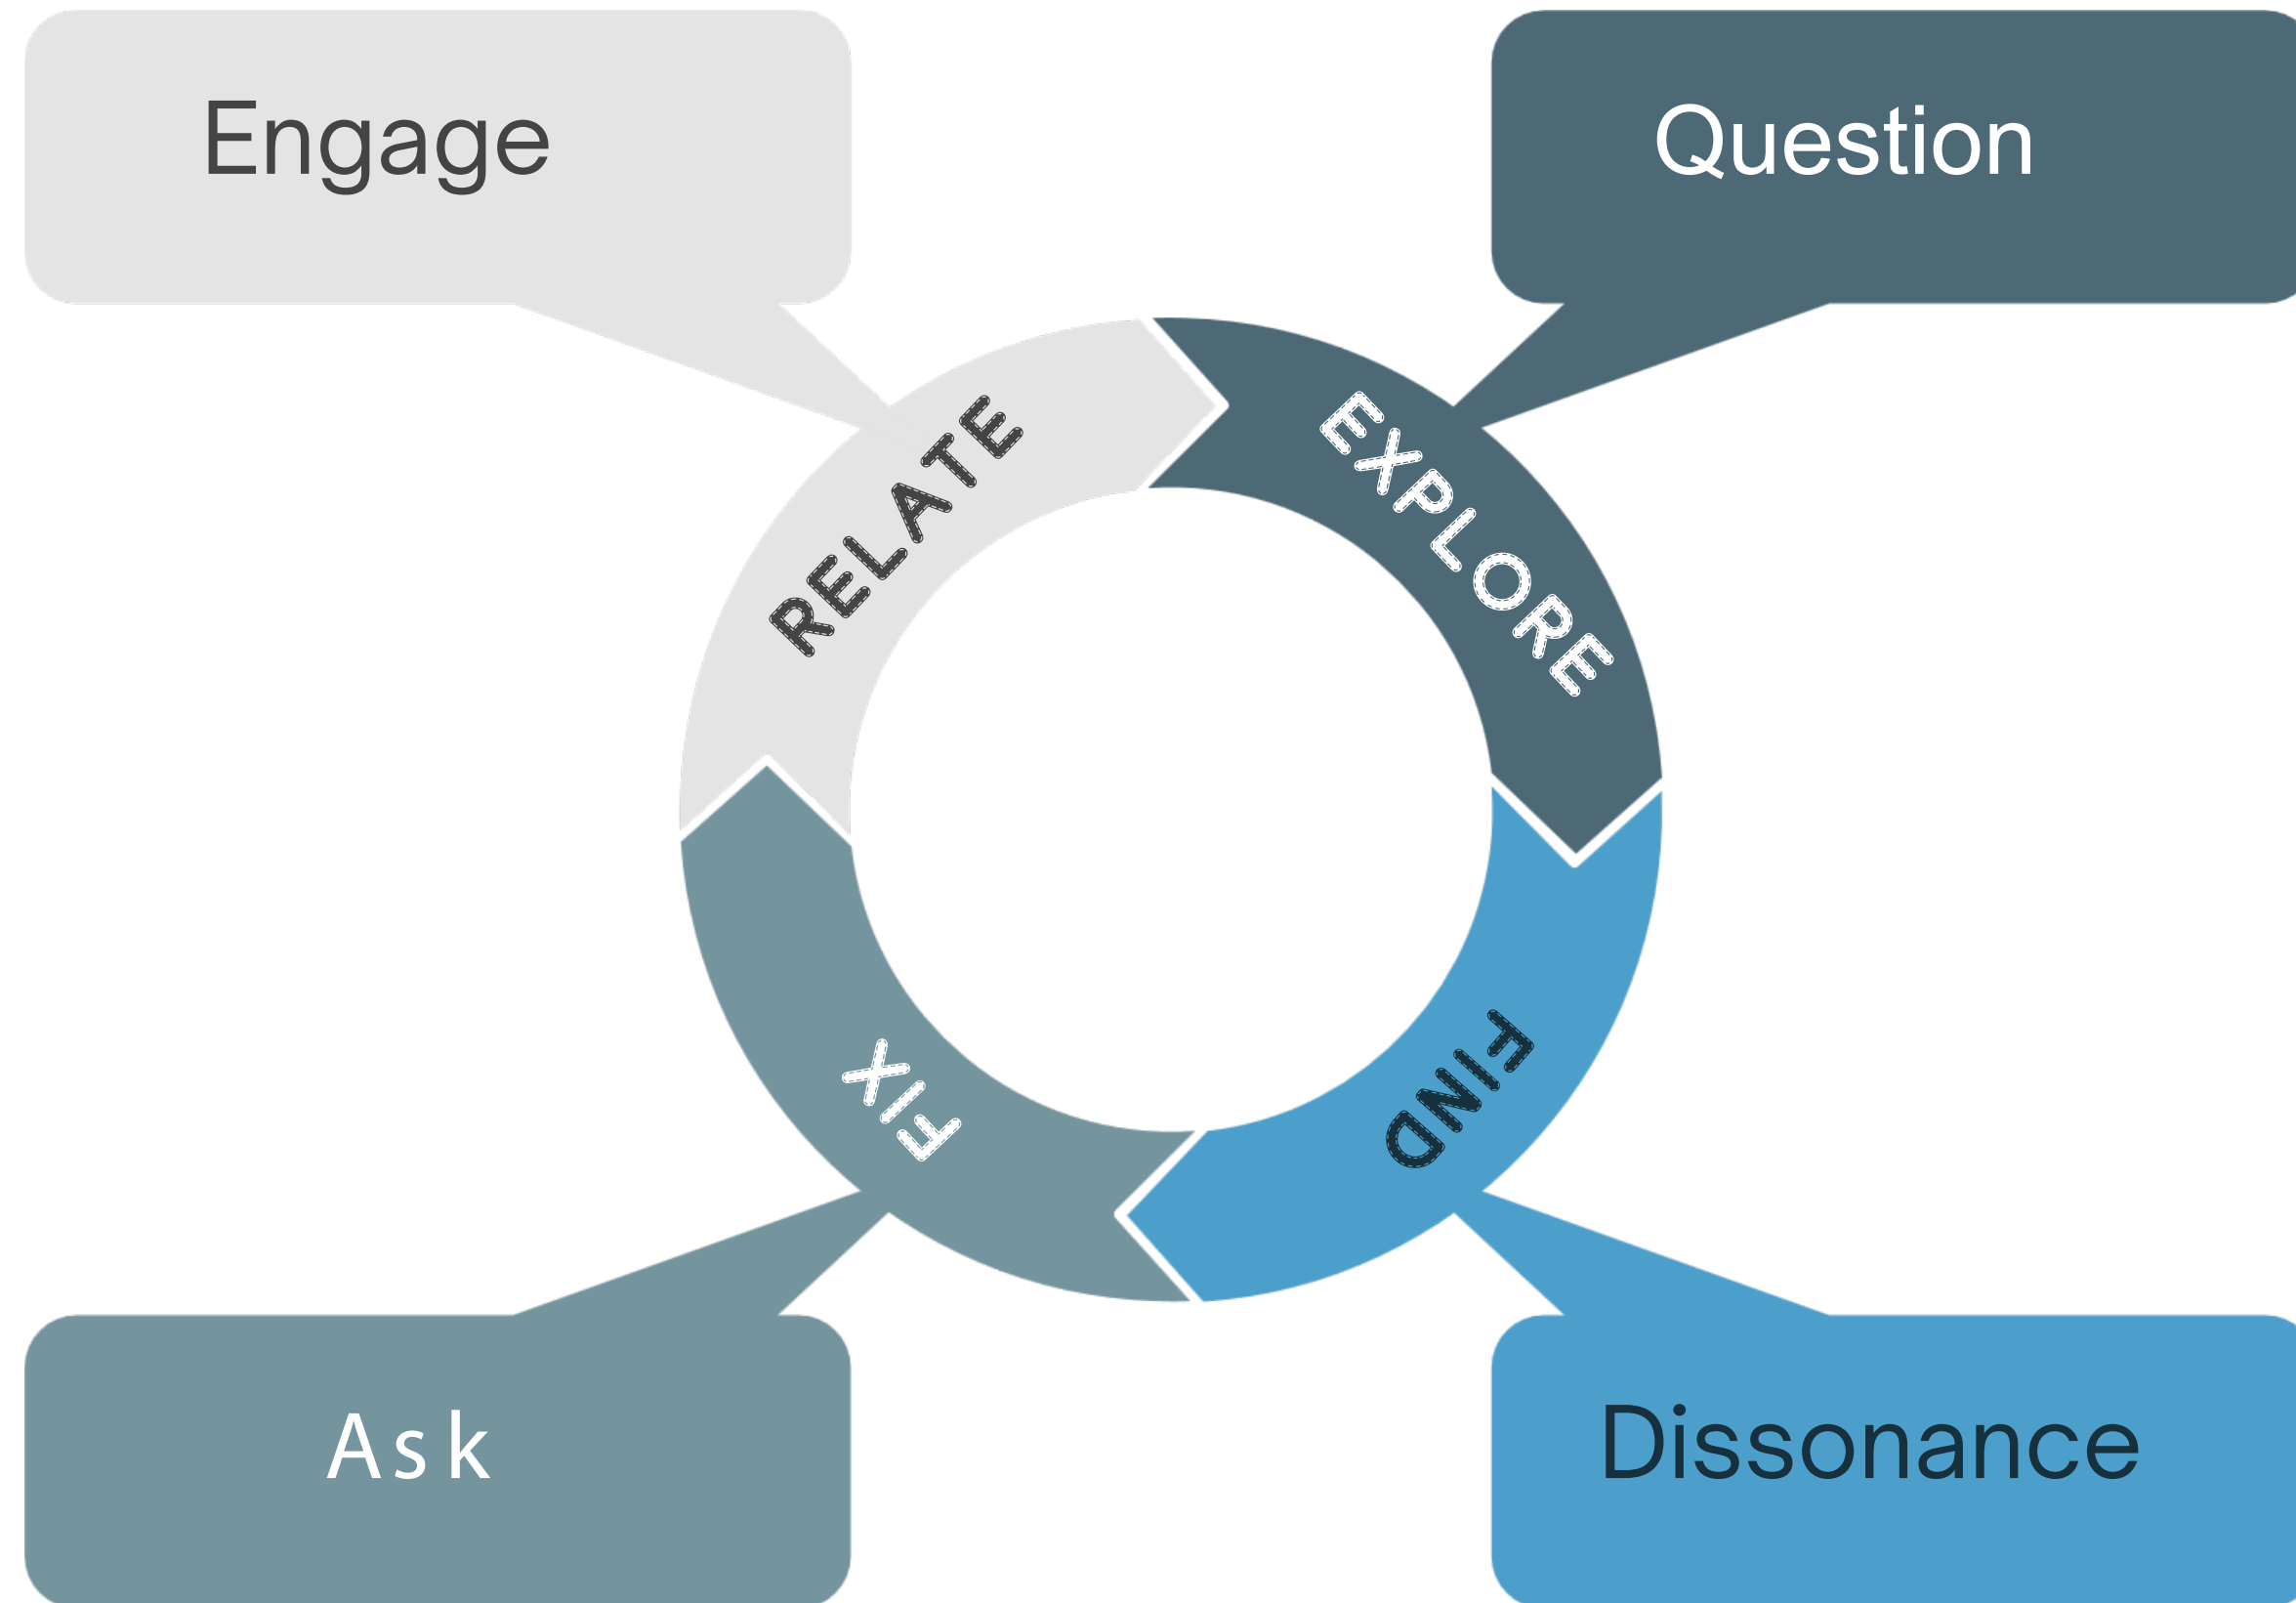 Engage
Question
RELATE
EXPLORE
FIX
FIND
Ask
Dissonance